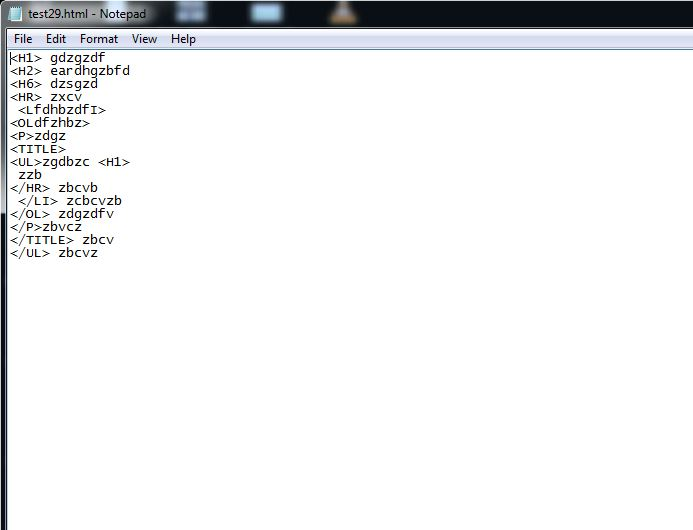 test29.html - Notepad
File Edit Format View Help
<H1> gdzgzdf
<H2> eardhgzbfd
<H6> dzsgzd
<HR> zxcv
 <LfdhbzdfI>
<OLdfzhbz>
<P>zdgz
<TITLE>
<UL>zgdbzc <H1>
 zzb
</HR> zbcvb
 </LI> zcbcvzb
</OL> zdgzdfv
</P>zbvcz
</TITLE> zbcv
</UL> zbcvz